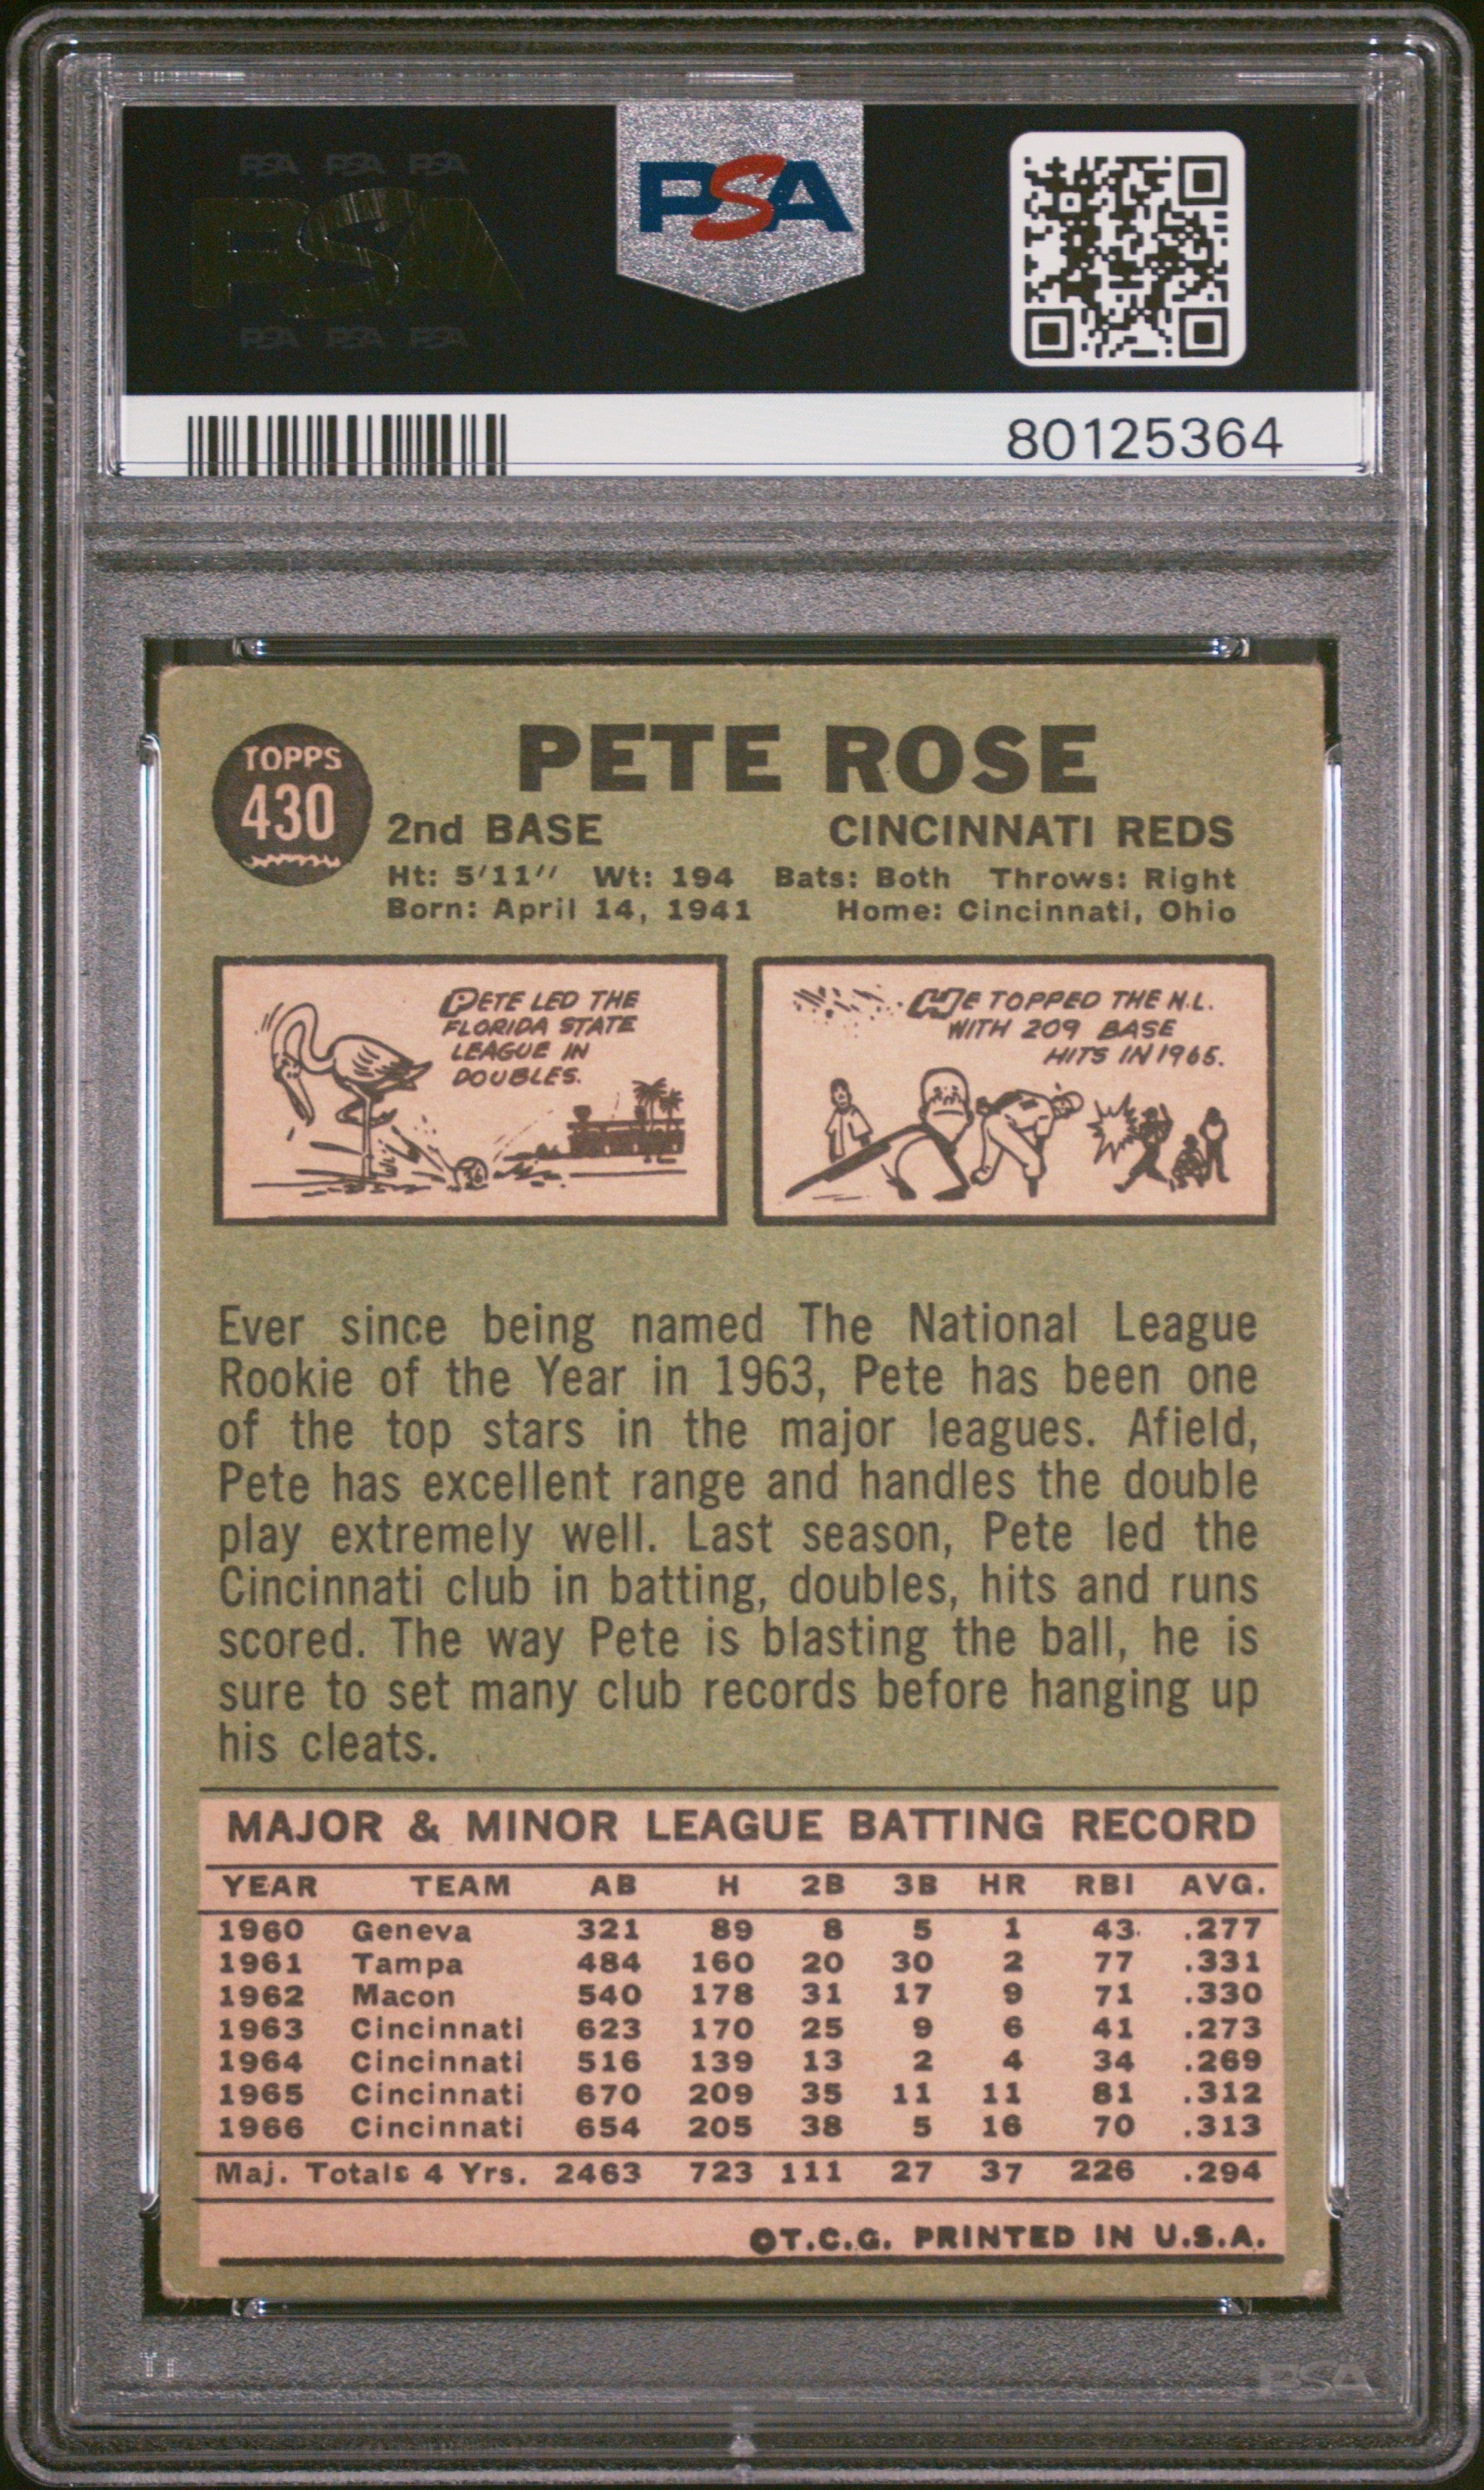 PSA PSA PSA
PSA
PSA PSA PSA
PSA
80125364
TOPPS
430
PETE ROSE
2nd BASE CINCINNATI REDS
Ht: 5'11" Wt: 194 Bats: Both Throws: Right
Born: April 14, 1941 Home: Cincinnati, Ohio
PETE LED THE
FLORIDA STATE
LEAGUE IN
DOUBLES.
HE TOPPED THE N.L.
WITH 209 BASE
HITS IN 1965.
Ever since being named The National League
Rookie of the Year in 1963, Pete has been one
of the top stars in the major leagues. Afield,
Pete has excellent range and handles the double
play extremely well. Last season, Pete led the
Cincinnati club in batting, doubles, hits and runs
scored. The way Pete is blasting the ball, he is
sure to set many club records before hanging up
his cleats.
MAJOR & MINOR LEAGUE BATTING RECORD
YEAR TEAM AB H 2B 3B HR RBI AVG.
1960 Geneva 321 89 8 5 1 43 .277
1961 Tampa 484 160 20 30 2 77 .331
1962 Macon 540 178 31 17 9 71 .330
1963 Cincinnati 623 170 25 9 6 41 .273
1964 Cincinnati 516 139 13 2 4 34 .269
1965 Cincinnati 670 209 35 11 11 81 .312
1966 Cincinnati 654 205 38 5 16 70 .313
Maj. Totals 4 Yrs. 2463 723 111 27 37 226 .294
©T.C.G. PRINTED IN U.S.A.
PSA